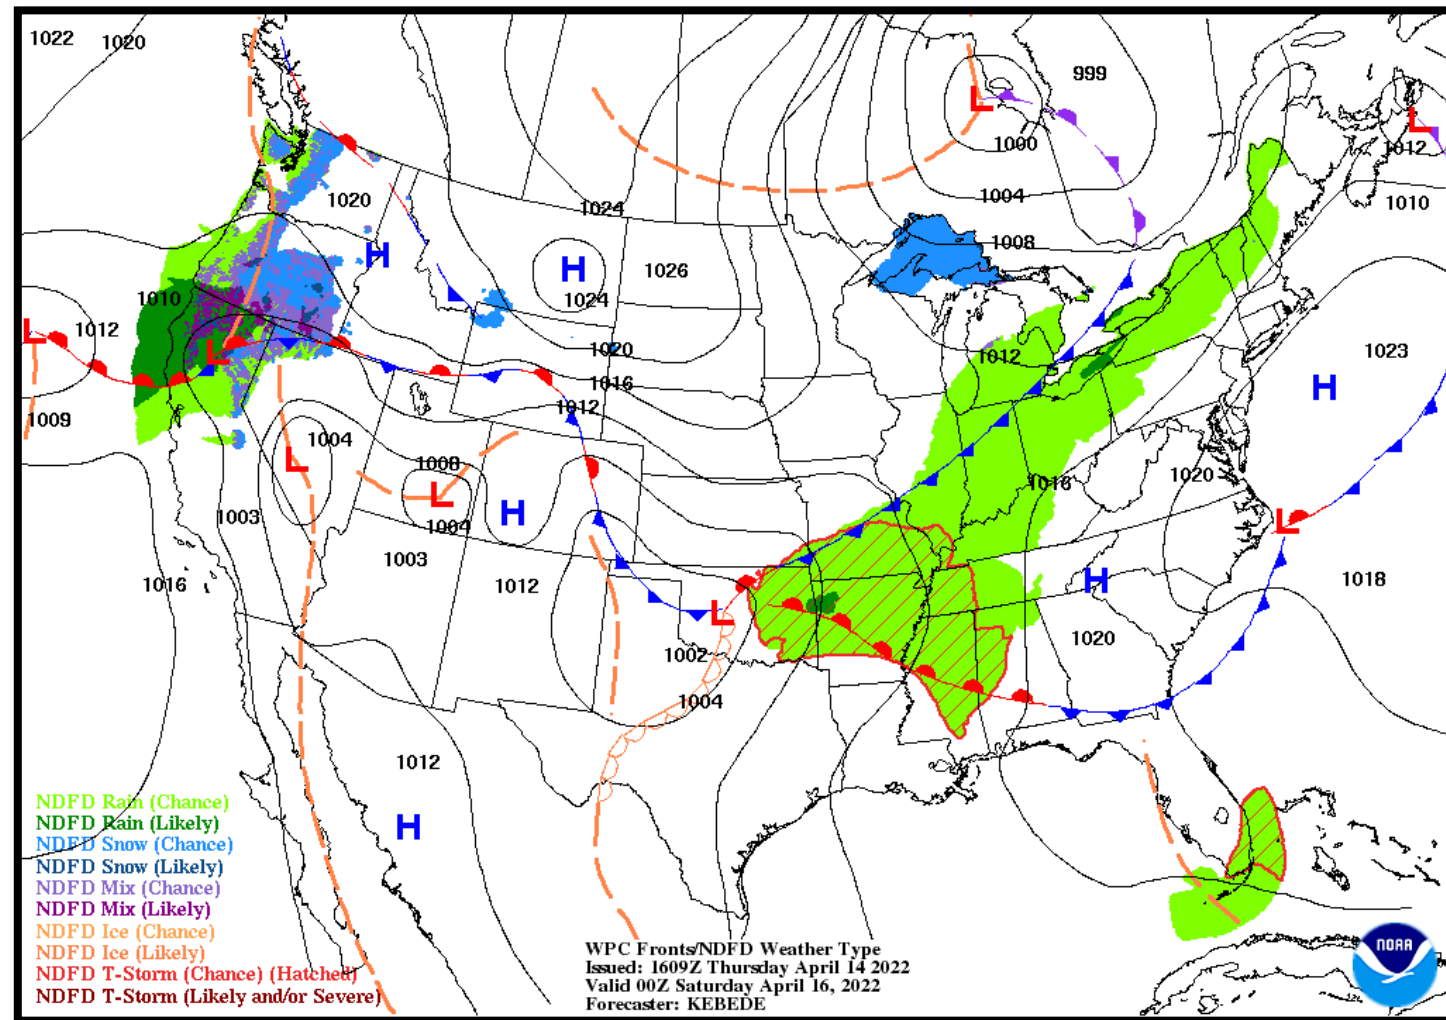 1022
1020
999
1000
1012
1020
1004
1010
1024
1008
1026
1010
1024
1012
1020
1012
1023
1016
1012
1009
1004
1008
1020
1016
1003
1004
1003
1016
1012
1018
1020
1002
1004
1012
H
H
H
H
H
H
L
L
L
L
L
L
L
L
NDFD Rain (Chance)
NDFD Rain (Likely)
NDFD Snow (Chance)
NDFD Snow (Likely)
NDFD Mix (Chance)
NDFD Mix (Likely)
NDFD Ice (Chance)
NDFD Ice (Likely)
NDFD T-Storm (Chance) (Hatched)
NDFD T-Storm (Likely and/or Severe)
WPC Fronts/NDFD Weather Type
Issued: 1609Z Thursday April 14 2022
Valid 00Z Saturday April 16, 2022
Forecaster: KEBEDE
NOAA